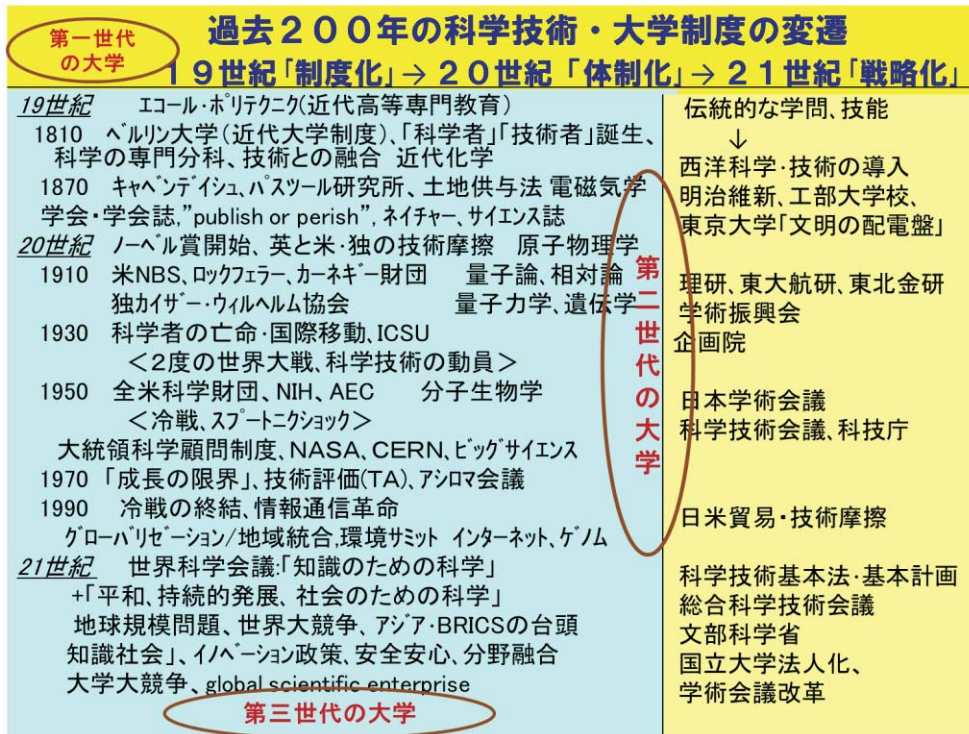 第一世代
の大学
過去２００年の科学技術・大学制度の変遷
１９世紀「制度化」→２０世紀「体制化」→２１世紀「戦略化」
19世紀　エコール・ポリテクニク(近代高等専門教育)
1810　ベルリン大学(近代大学制度)、「科学者」「技術者」誕生、
科学の専門分科、技術との融合 近代化学
1870 キャベンデイシュ、パスツール研究所、土地供与法 電磁気学
学会・学会誌,”publish or perish”, ネイチャー、サイエンス誌
20世紀　ノーベル賞開始、英と米・独の技術摩擦　原子物理学
1910 米NBS、ロックフェラー、カーネギー財団　量子論、相対論
独カイザー・ウィルヘルム協会　量子力学、遺伝学
1930 科学者の亡命・国際移動、ICSU
＜２度の世界大戦、科学技術の動員＞
1950 全米科学財団、NIH、AEC　分子生物学
＜冷戦、スプートニクショック＞
大統領科学顧問制度、NASA、CERN、ビッグサイエンス
1970 「成長の限界」、技術評価(TA)、アシロマ会議
1990　冷戦の終結、情報通信革命
グローバリゼーション/地域統合,環境サミット インターネット、ゲノム
21世紀　世界科学会議:「知識のための科学」
+「平和、持続的発展、社会のための科学」
地球規模問題、世界大競争、アジア・BRICSの台頭
知識社会」、イノベーション政策、安全安心、分野融合
大学大競争、global scientific enterprise
第三世代の大学
第二世代の大学
伝統的な学問、技能
↓
西洋科学・技術の導入
明治維新、工部大学校、
東京大学「文明の配電盤」
理研、東大航研、東北金研
学術振興会
企画院
日本学術会議
科学技術会議、科技庁
日米貿易・技術摩擦
科学技術基本法・基本計画
総合科学技術会議
文部科学省
国立大学法人化、
学術会議改革